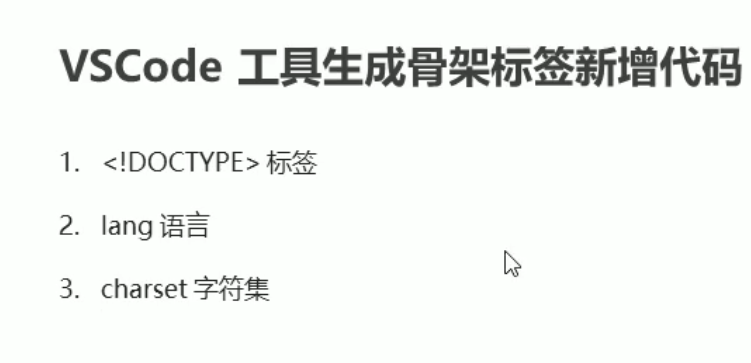 VSCode 工具生成骨架标签新增代码
1. <!DOCTYPE> 标签
2. lang 语言
3. charset 字符集